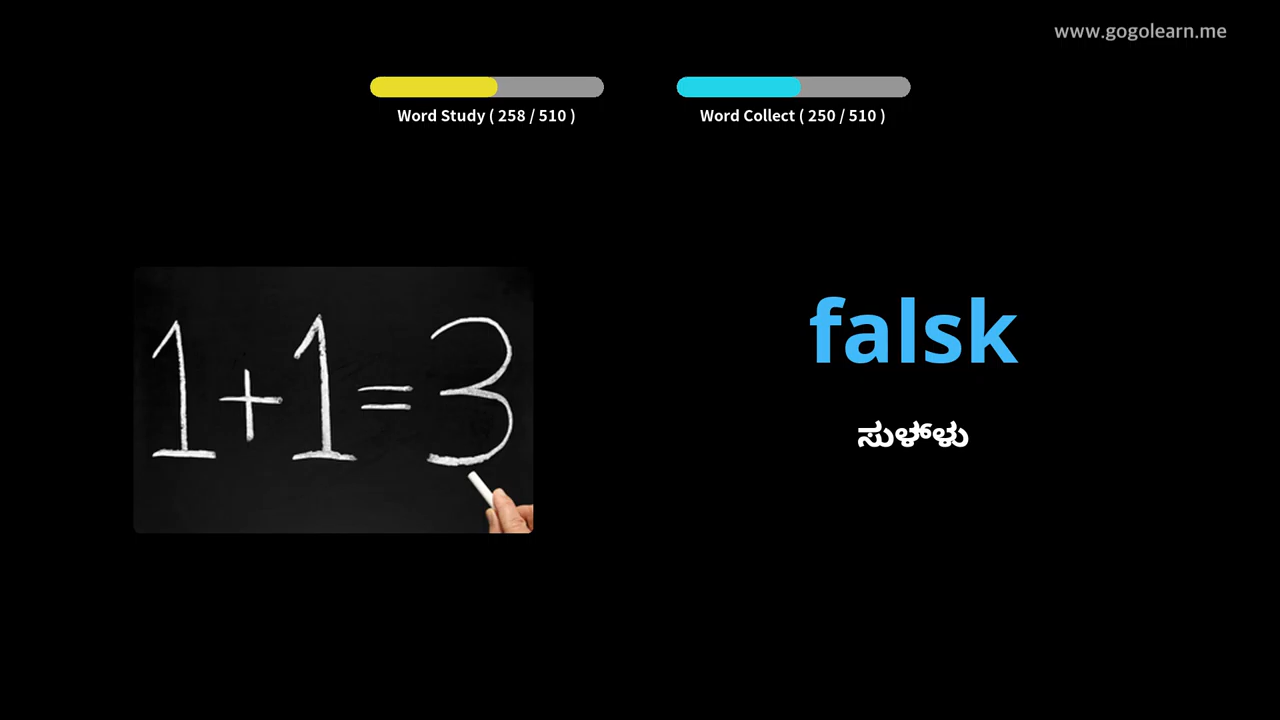 www.gogolearn.me
Word Study ( 258 / 510 )
Word Collect ( 250 / 510 )
1+1=3
falsk
ಸುಳ್ಳು